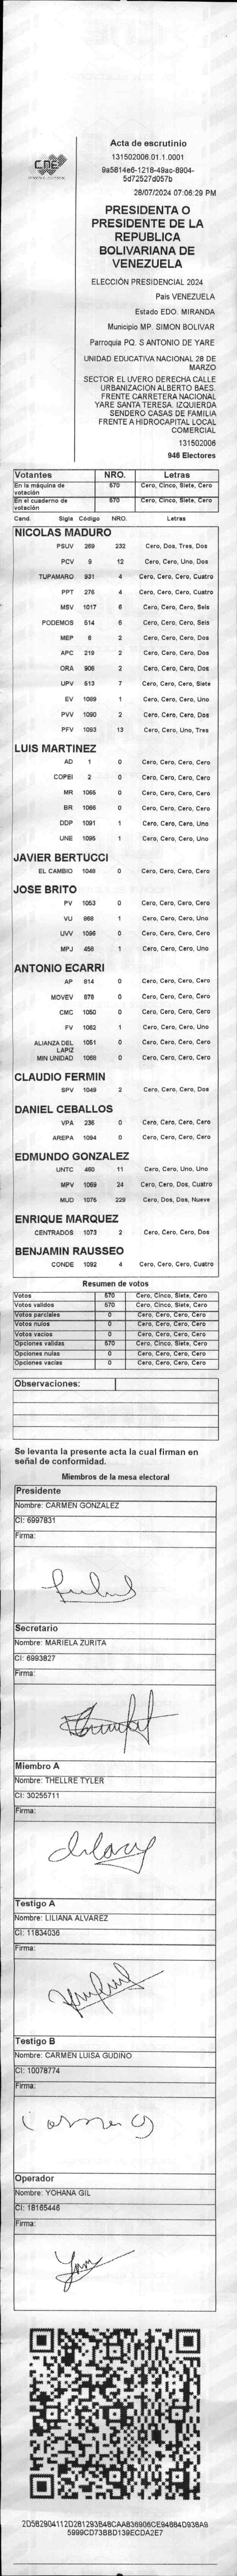 CNE
Acta de escrutinio
131502006.01.1.0001
9a5814e6-1218-49ac-8904-
5d72527d057b
28/07/2024 07:06:29 PM
PRESIDENTA O
PRESIDENTE DE LA
REPUBLICA
BOLIVARIANA DE
VENEZUELA
ELECCIÓN PRESIDENCIAL 2024
Pais VENEZUELA
Estado EDO. MIRANDA
Municipio MP. SIMON BOLIVAR
Parroquia PQ. S ANTONIO DE YARE
UNIDAD EDUCATIVA NACIONAL 28 DE
MARZO
SECTOR EL UVERO DERECHA CALLE
URBANIZACION ALBERTO BAES.
FRENTE CARRETERA NACIONAL
YARE SANTA TERESA. IZQUIERDA
SENDERO CASAS DE FAMILIA
FRENTE A HIDROCAPITAL LOCAL
COMERCIAL
131502006
946 Electores
Votantes NRO. Letras
En la máquina de votación 570 Cero, Cinco, Siete, Cero
En el cuaderno de votación 570 Cero, Cinco, Siete, Cero
Cand. Sigla Código NRO. Letras
NICOLAS MADURO
PSUV 269 232 Cero, Dos, Tres, Dos
PCV 9 12 Cero, Cero, Uno, Dos
TUPAMARO 931 4 Cero, Cero, Cero, Cuatro
PPT 276 4 Cero, Cero, Cero, Cuatro
MSV 1017 6 Cero, Cero, Cero, Seis
PODEMOS 514 6 Cero, Cero, Cero, Seis
MEP 6 2 Cero, Cero, Cero, Dos
APC 219 2 Cero, Cero, Cero, Dos
ORA 906 2 Cero, Cero, Cero, Dos
UPV 513 7 Cero, Cero, Cero, Siete
EV 1089 1 Cero, Cero, Cero, Uno
PVV 1090 2 Cero, Cero, Cero, Dos
PFV 1093 13 Cero, Cero, Uno, Tres
LUIS MARTINEZ
AD 1 0 Cero, Cero, Cero, Cero
COPEI 2 0 Cero, Cero, Cero, Cero
MR 1065 0 Cero, Cero, Cero, Cero
BR 1066 0 Cero, Cero, Cero, Cero
DDP 1091 1 Cero, Cero, Cero, Uno
UNE 1095 1 Cero, Cero, Cero, Uno
JAVIER BERTUCCI
EL CAMBIO 1048 0 Cero, Cero, Cero, Cero
JOSE BRITO
PV 1053 0 Cero, Cero, Cero, Cero
VU 868 1 Cero, Cero, Cero, Uno
UVV 1096 0 Cero, Cero, Cero, Cero
MPJ 456 1 Cero, Cero, Cero, Uno
ANTONIO ECARRI
AP 814 0 Cero, Cero, Cero, Cero
MOVEV 878 0 Cero, Cero, Cero, Cero
CMC 1050 0 Cero, Cero, Cero, Cero
FV 1062 1 Cero, Cero, Cero, Uno
ALIANZA DEL LAPIZ 1051 0 Cero, Cero, Cero, Cero
MIN UNIDAD 1068 0 Cero, Cero, Cero, Cero
CLAUDIO FERMIN
SPV 1049 2 Cero, Cero, Cero, Dos
DANIEL CEBALLOS
VPA 236 0 Cero, Cero, Cero, Cero
AREPA 1094 0 Cero, Cero, Cero, Cero
EDMUNDO GONZALEZ
UNTC 460 11 Cero, Cero, Uno, Uno
MPV 1069 24 Cero, Cero, Dos, Cuatro
MUD 1076 229 Cero, Dos, Dos, Nueve
ENRIQUE MARQUEZ
CENTRADOS 1073 2 Cero, Cero, Cero, Dos
BENJAMIN RAUSSEO
CONDE 1092 4 Cero, Cero, Cero, Cuatro
Resumen de votos
Votos 570 Cero, Cinco, Siete, Cero
Votos validos 570 Cero, Cinco, Siete, Cero
Votos parciales 0 Cero, Cero, Cero, Cero
Votos nulos 0 Cero, Cero, Cero, Cero
Votos vacios 0 Cero, Cero, Cero, Cero
Opciones validas 570 Cero, Cinco, Siete, Cero
Opciones nulas 0 Cero, Cero, Cero, Cero
Opciones vacias 0 Cero, Cero, Cero, Cero
Observaciones:
Se levanta la presente acta la cual firman en
señal de conformidad.
Miembros de la mesa electoral
Presidente
Nombre: CARMEN GONZALEZ
CI: 6997831
Firma:
Secretario
Nombre: MARIELA ZURITA
CI: 6993827
Firma:
Miembro A
Nombre: THELLRE TYLER
CI: 30255711
Firma:
Testigo A
Nombre: LILIANA ALVAREZ
CI: 11834036
Firma:
Testigo B
Nombre: CARMEN LUISA GUDIÑO
CI: 10078774
Firma:
Operador
Nombre: YOHANA GIL
CI: 18165446
Firma:
2D562904112D281293B48CAAB36906CE94884D938A9
5999CD73BBD139ECDA2E7